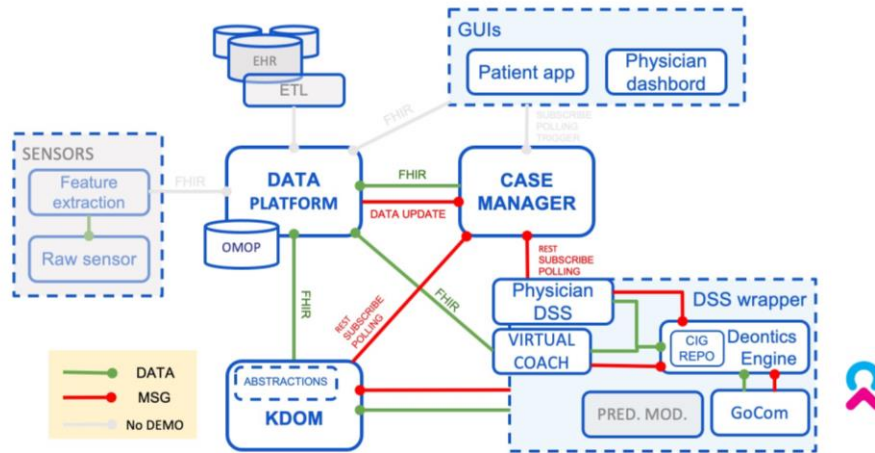 GUIs
Patient app
Physician
dashbord
EHR
ETL
FHIR
SUBSCRIBE
POLLING
TRIGGER
SENSORS
Feature
extraction
Raw sensor
FHIR
DATA
PLATFORM
OMOP
FHIR
DATA UPDATE
CASE
MANAGER
REST
SUBSCRIBE
POLLING
FHIR
REST
SUBSCRIBE
POLLING
FHIR
Physician
DSS
DSS wrapper
VIRTUAL
COACH
CIG
REPO
Deontics
Engine
PRED. MOD.
GoCom
ABSTRACTIONS
KDOM
DATA
MSG
No DEMO